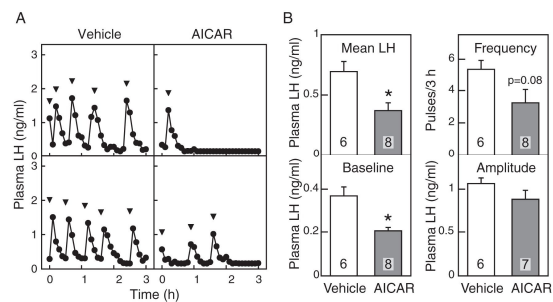 A
Vehicle
AICAR
Plasma LH (ng/ml)
3
2
1
0
3
2
1
0
0 1 2 3 0 1 2 3
Time (h)
B
Mean LH
Plasma LH (ng/ml)
1
0.5
0
*
6
8
Frequency
Pulses/3 h
6
4
2
0
p=0.08
6
8
Baseline
Plasma LH (ng/ml)
0.4
0.2
0
*
6
8
Vehicle AICAR
Amplitude
Plasma LH (ng/ml)
1
0.5
0
6
7
Vehicle AICAR